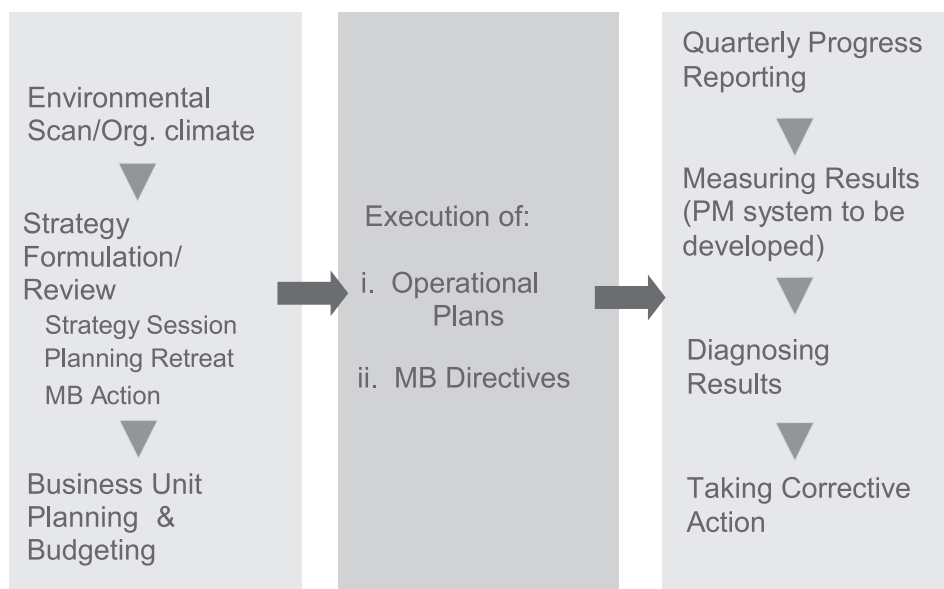 Environmental
Scan/Org. climate
Strategy
Formulation/
Review
Strategy Session
Planning Retreat
MB Action
Business Unit
Planning &
Budgeting
Execution of:
i. Operational
Plans
ii. MB Directives
Quarterly Progress
Reporting
Measuring Results
(PM system to be
developed)
Diagnosing
Results
Taking Corrective
Action